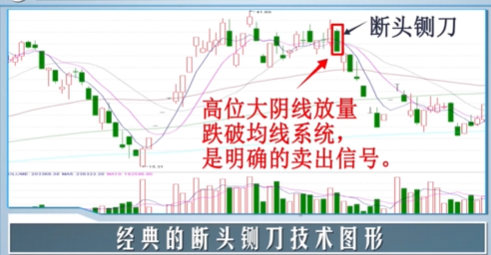 断头铡刀
高位大阴线放量
跌破均线系统，
是明确的卖出信号。
经典的断头铡刀技术图形